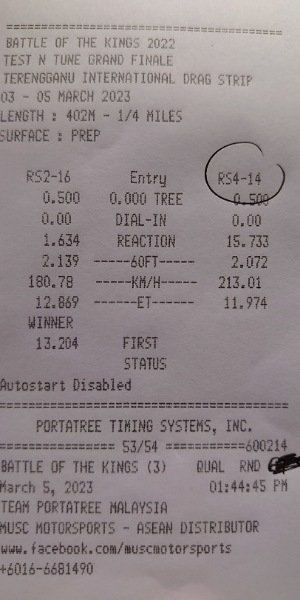 BATTLE OF THE KINGS 2022
TEST N TUNE GRAND FINALE
TERENGGANU INTERNATIONAL DRAG STRIP
03 - 05 MARCH 2023
LENGTH : 402M - 1/4 MILES
SURFACE : PREP
RS2-16 Entry RS4-14
0.500 0.000 TREE 0.500
0.00 DIAL-IN 0.00
1.634 REACTION 15.733
2.139 -----60FT----- 2.072
180.78 -----KM/H----- 213.01
12.869 ------ET------ 11.974
WINNER
13.204 FIRST
STATUS
Autostart Disabled
PORTATREE TIMING SYSTEMS, INC.
=============== 53/54 ==========600214
BATTLE OF THE KINGS (3) DUAL RND
March 5, 2023 01:44:45 PM
TEAM PORTATREE MALAYSIA
MUSC MOTORSPORTS - ASEAN DISTRIBUTOR
www.facebook.com/muscmotorsports
+6016-6681490